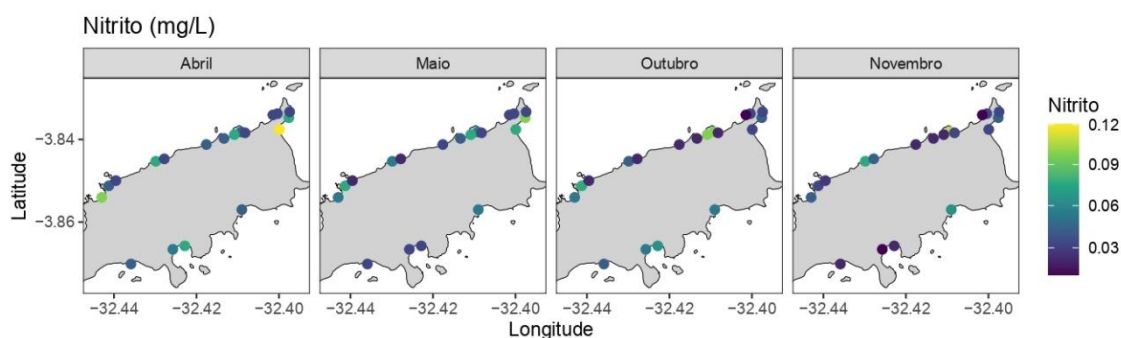 Nitrito (mg/L)
Abril Maio Outubro Novembro
Latitude
−3.84
−3.86
−32.44 −32.42 −32.40 −32.44 −32.42 −32.40 −32.44 −32.42 −32.40 −32.44 −32.42 −32.40
Longitude
Nitrito
0.12
0.09
0.06
0.03